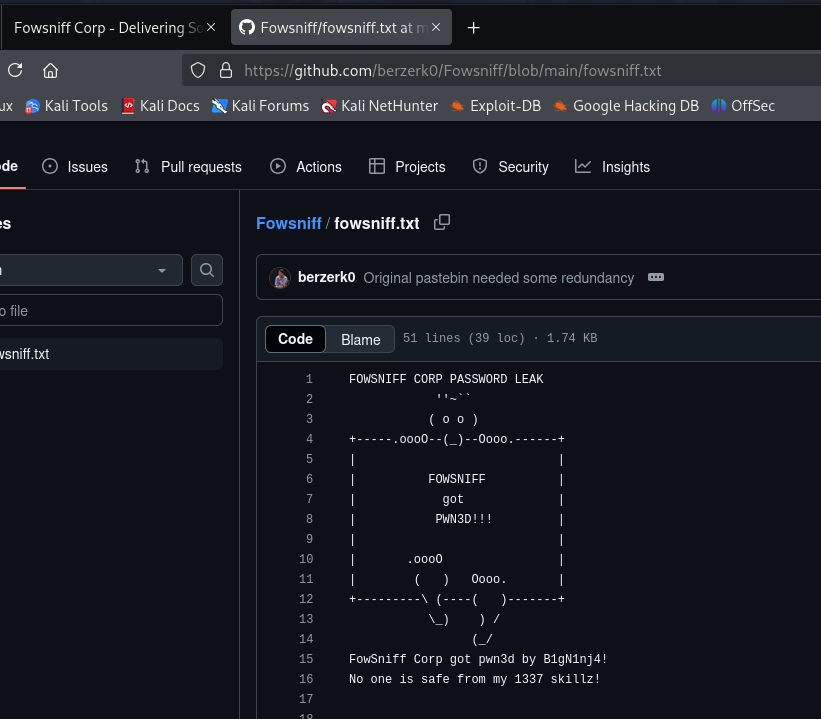 Fowsniff Corp - Delivering So
Fowsniff/fowsniff.txt at m
https://github.com/berzerk0/Fowsniff/blob/main/fowsniff.txt
ux Kali Tools Kali Docs Kali Forums Kali NetHunter Exploit-DB Google Hacking DB OffSec
ode Issues Pull requests Actions Projects Security Insights
es
Fowsniff / fowsniff.txt
n
berzerk0 Original pastebin needed some redundancy
o file
Code Blame 51 lines (39 loc) · 1.74 KB
wsniff.txt
1 FOWSNIFF CORP PASSWORD LEAK
2             ''~``
3            ( o o )
4 +-----.oooO--(_)--Oooo.------+
5 |                            |
6 |          FOWSNIFF          |
7 |            got             |
8 |           PWN3D!!!         |
9 |                            |
10 |       .oooO                |
11 |        (   )   Oooo.       |
12 +---------\ (----(   )-------+
13            \_)    ) /
14                  (_/
15 FowSniff Corp got pwn3d by B1gN1nj4!
16 No one is safe from my 1337 skillz!
17
18